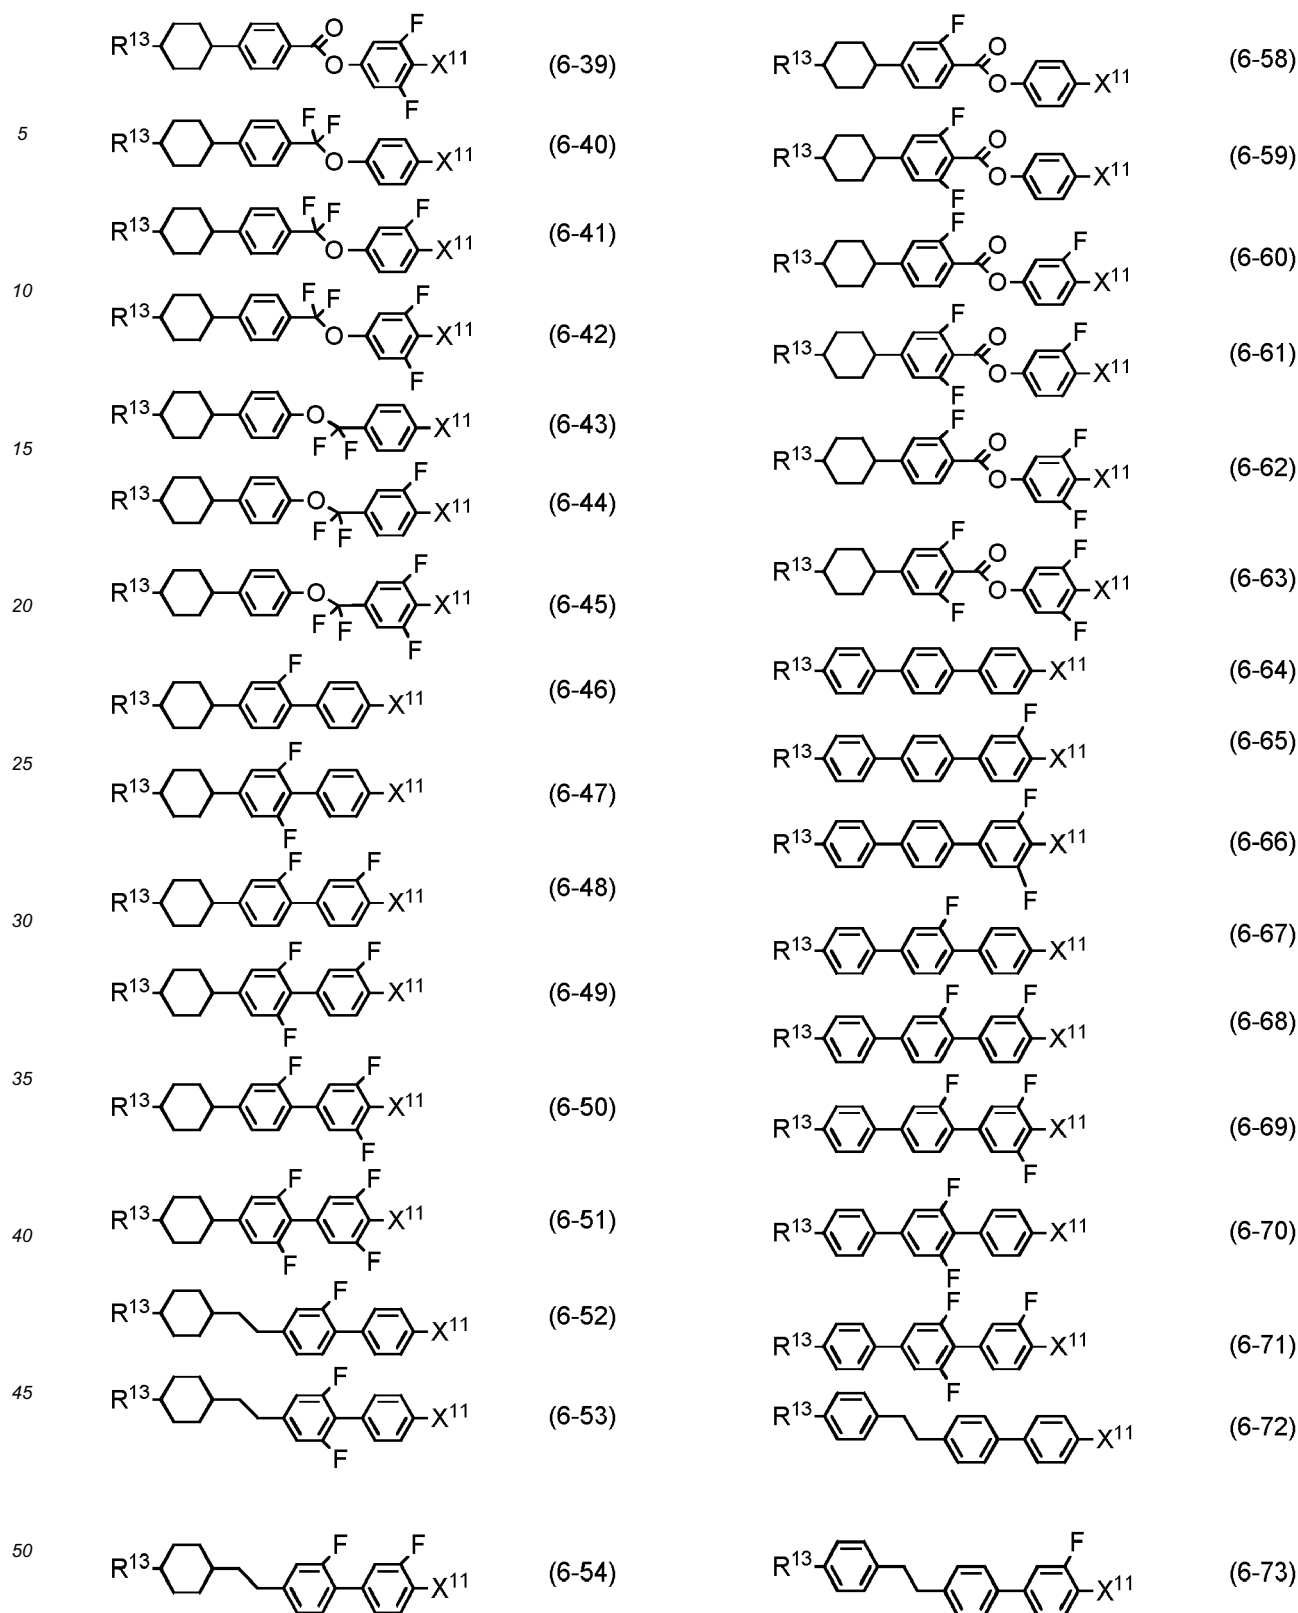 R13 O O F X11 F (6-39)
5 R13 F F O X11 (6-40)
R13 F F O F X11 (6-41)
10 R13 F F O F X11 F (6-42)
R13 O F F X11 (6-43)
15 R13 O F F F X11 (6-44)
20 R13 O F F F X11 F (6-45)
R13 F X11 (6-46)
25 R13 F F X11 (6-47)
R13 F F X11 (6-48)
30 R13 F F F X11 (6-49)
35 R13 F F X11 F (6-50)
40 R13 F F F X11 F (6-51)
R13 F X11 (6-52)
45 R13 F F X11 (6-53)
50 R13 F F X11 (6-54)
R13 F O O X11 (6-58)
R13 F F O O X11 (6-59)
R13 F O O F X11 (6-60)
R13 F F O O F X11 (6-61)
R13 F O O F X11 F (6-62)
R13 F F O O F X11 F (6-63)
R13 X11 (6-64)
R13 F X11 (6-65)
R13 F X11 F (6-66)
R13 F X11 (6-67)
R13 F F X11 (6-68)
R13 F F X11 F (6-69)
R13 F F X11 (6-70)
R13 F F F X11 (6-71)
R13 X11 (6-72)
R13 F X11 (6-73)